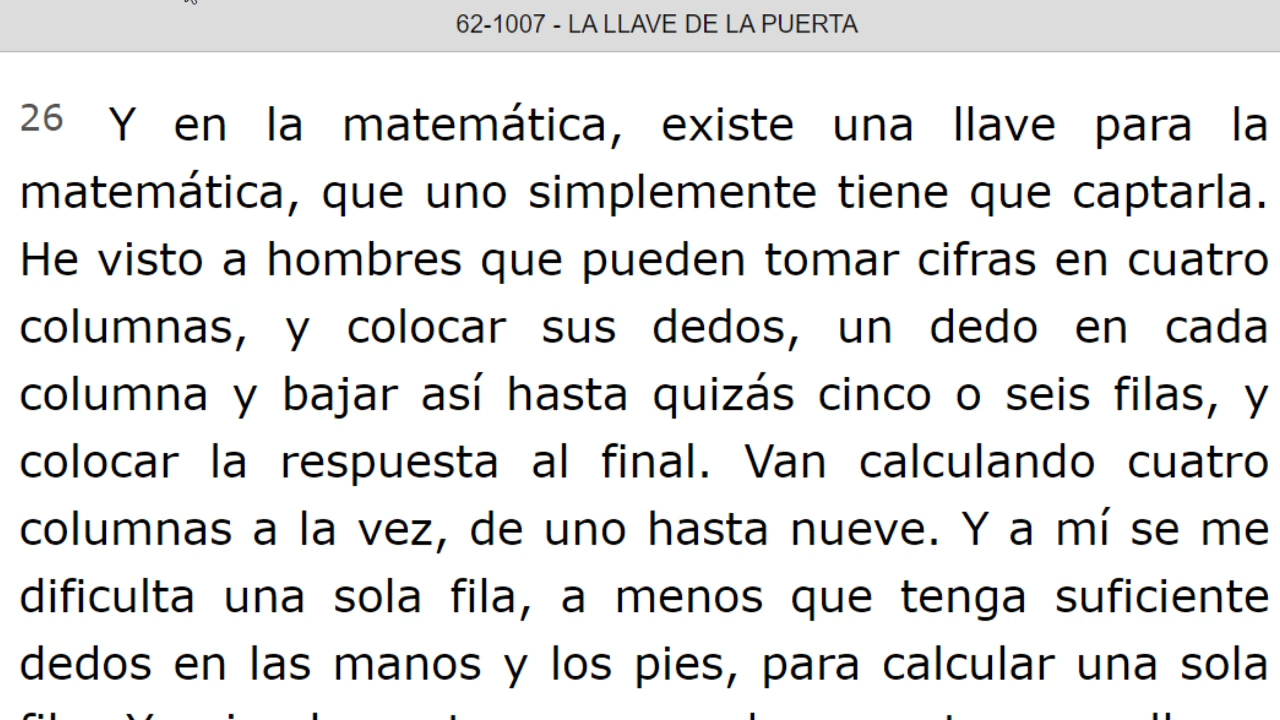 62-1007 - LA LLAVE DE LA PUERTA
26 Y en la matemática, existe una llave para la
matemática, que uno simplemente tiene que captarla.
He visto a hombres que pueden tomar cifras en cuatro
columnas, y colocar sus dedos, un dedo en cada
columna y bajar así hasta quizás cinco o seis filas, y
colocar la respuesta al final. Van calculando cuatro
columnas a la vez, de uno hasta nueve. Y a mí se me
dificulta una sola fila, a menos que tenga suficiente
dedos en las manos y los pies, para calcular una sola